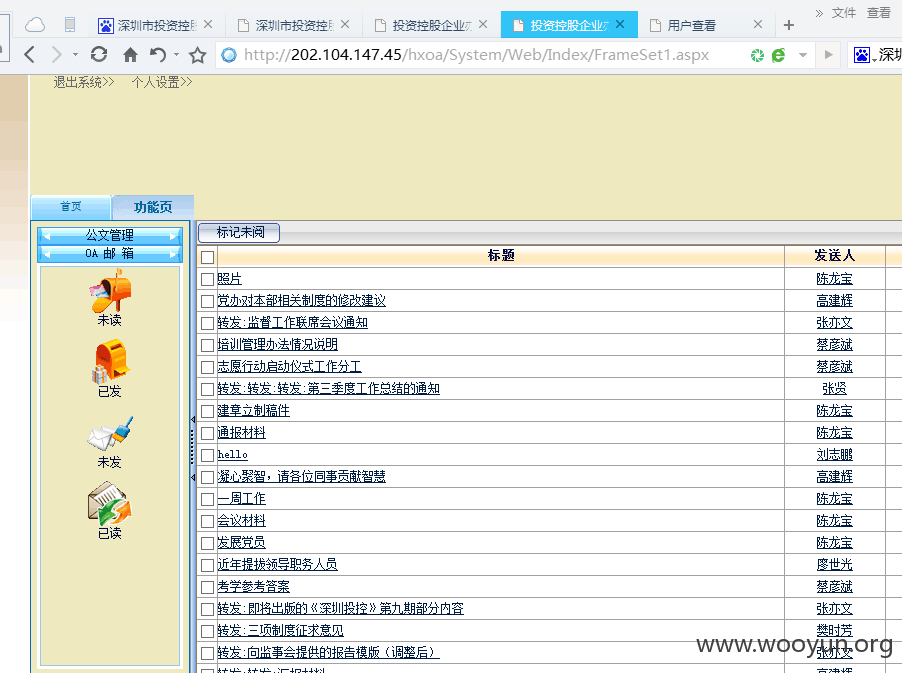 深圳市投资控股
深圳市投资控股
投资控股企业
投资控股企业
用户查看
文件 查看
http://202.104.147.45/hxoa/System/Web/Index/FrameSet1.aspx
深圳
退出系统>> 个人设置>>
首页 功能页
公文管理
OA 邮 箱
未读
已发
未发
已读
标记未阅
标题 发送人
照片 陈龙宝
党办对本部相关制度的修改建议 高建辉
转发:监督工作联席会议通知 张亦文
培训管理办法情况说明 蔡彦斌
志愿行动启动仪式工作分工 蔡彦斌
转发:转发:转发:第三季度工作总结的通知 张贤
建章立制稿件 陈龙宝
通报材料 陈龙宝
hello 刘志鹏
凝心聚智，请各位同事贡献智慧 高建辉
一周工作 陈龙宝
会议材料 陈龙宝
发展党员 陈龙宝
近年提拔领导职务人员 廖世光
考学参考答案 蔡彦斌
转发:即将出版的《深圳投控》第九期部分内容 张亦文
转发:三项制度征求意见 樊时芳
转发:向监事会提供的报告模版（调整后） 张亦文
转发:转发:汇报材料 高建辉
www.wooyun.org